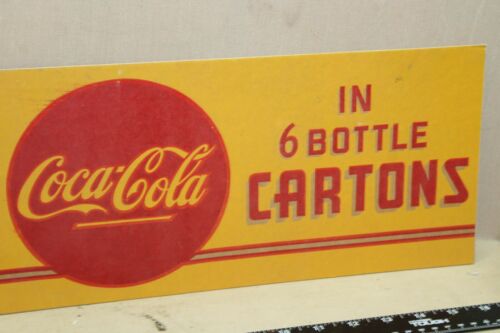 Coca-Cola
IN
6 BOTTLE
CARTONS